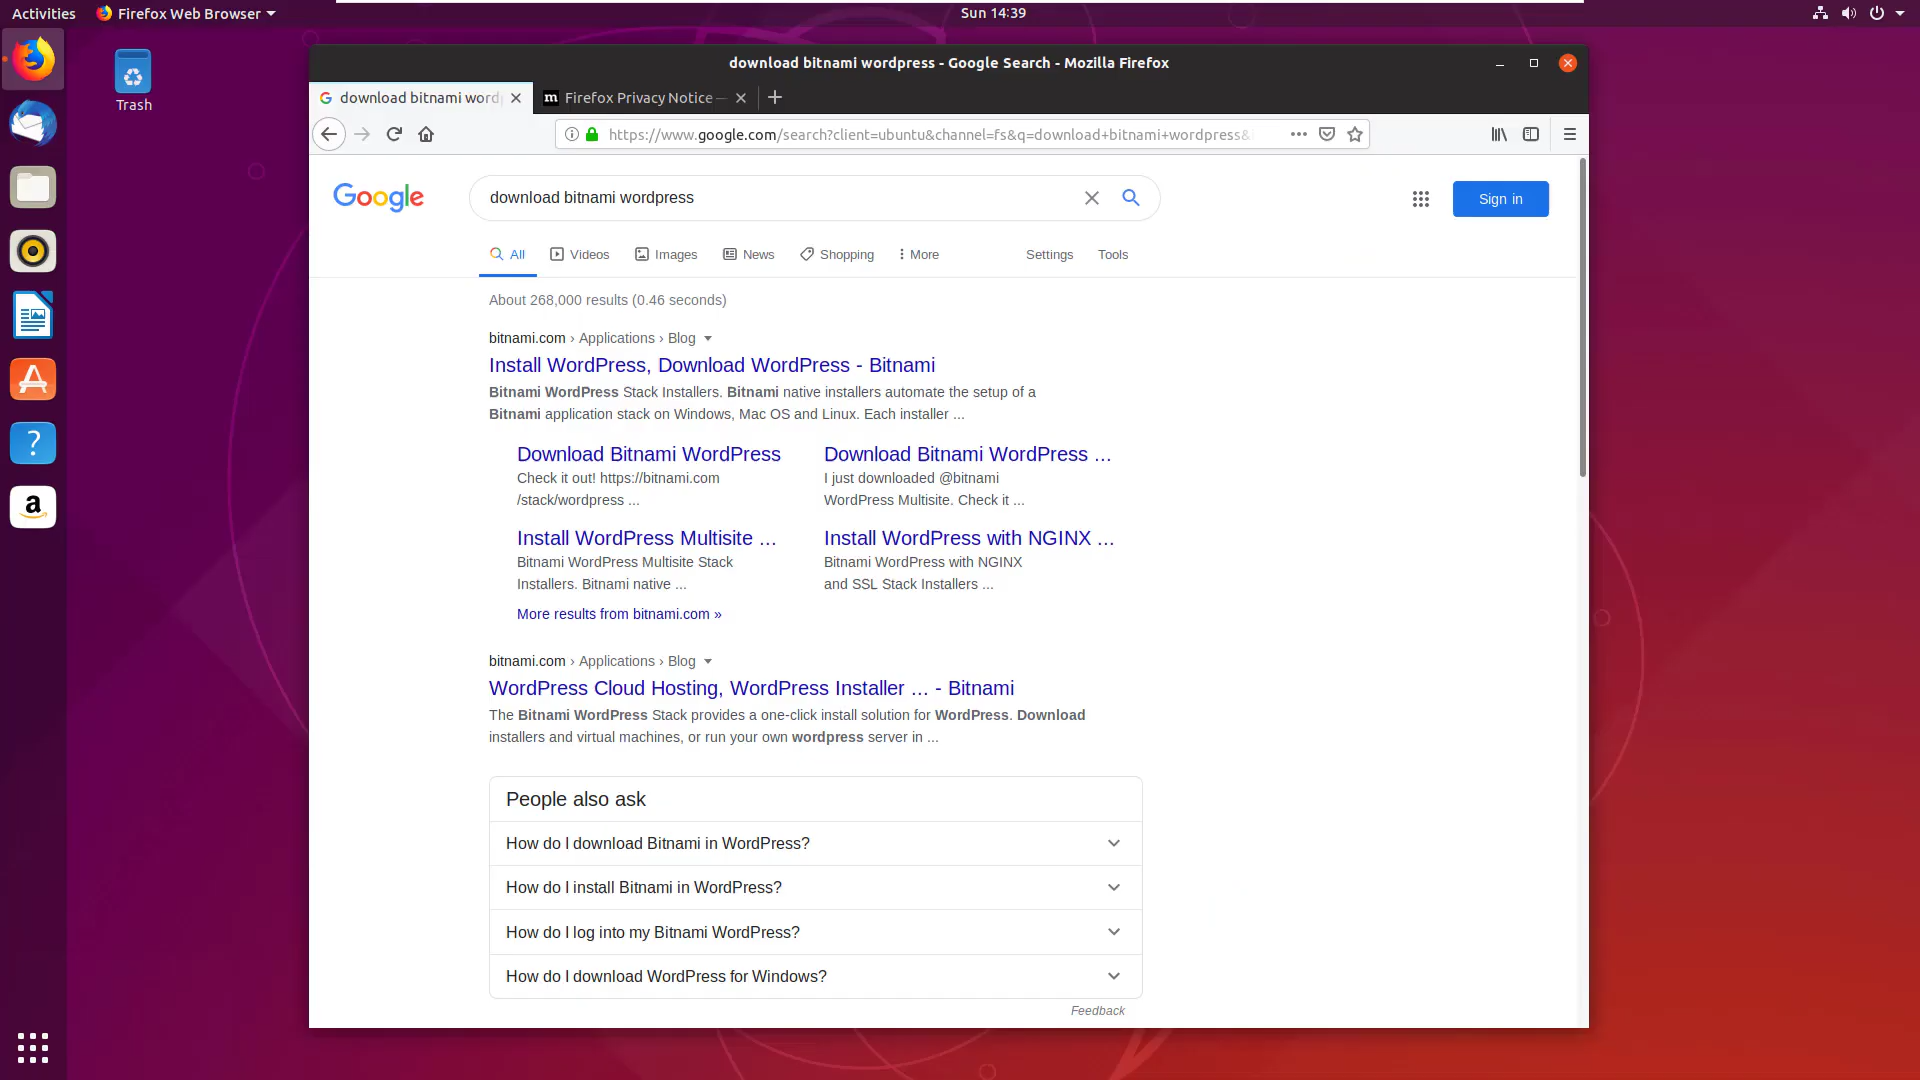 Activities
Firefox Web Browser
Sun 14:39
Trash
download bitnami wordpress - Google Search - Mozilla Firefox
download bitnami word
Firefox Privacy Notice —
https://www.google.com/search?client=ubuntu&channel=fs&q=download+bitnami+wordpress&
Google
download bitnami wordpress
Sign in
All
Videos
Images
News
Shopping
More
Settings
Tools
About 268,000 results (0.46 seconds)
bitnami.com › Applications › Blog
Install WordPress, Download WordPress - Bitnami
Bitnami WordPress Stack Installers. Bitnami native installers automate the setup of a
Bitnami application stack on Windows, Mac OS and Linux. Each installer ...
Download Bitnami WordPress
Check it out! https://bitnami.com
/stack/wordpress ...
Download Bitnami WordPress ...
I just downloaded @bitnami
WordPress Multisite. Check it ...
Install WordPress Multisite ...
Bitnami WordPress Multisite Stack
Installers. Bitnami native ...
Install WordPress with NGINX ...
Bitnami WordPress with NGINX
and SSL Stack Installers ...
More results from bitnami.com »
bitnami.com › Applications › Blog
WordPress Cloud Hosting, WordPress Installer ... - Bitnami
The Bitnami WordPress Stack provides a one-click install solution for WordPress. Download
installers and virtual machines, or run your own wordpress server in ...
People also ask
How do I download Bitnami in WordPress?
How do I install Bitnami in WordPress?
How do I log into my Bitnami WordPress?
How do I download WordPress for Windows?
Feedback